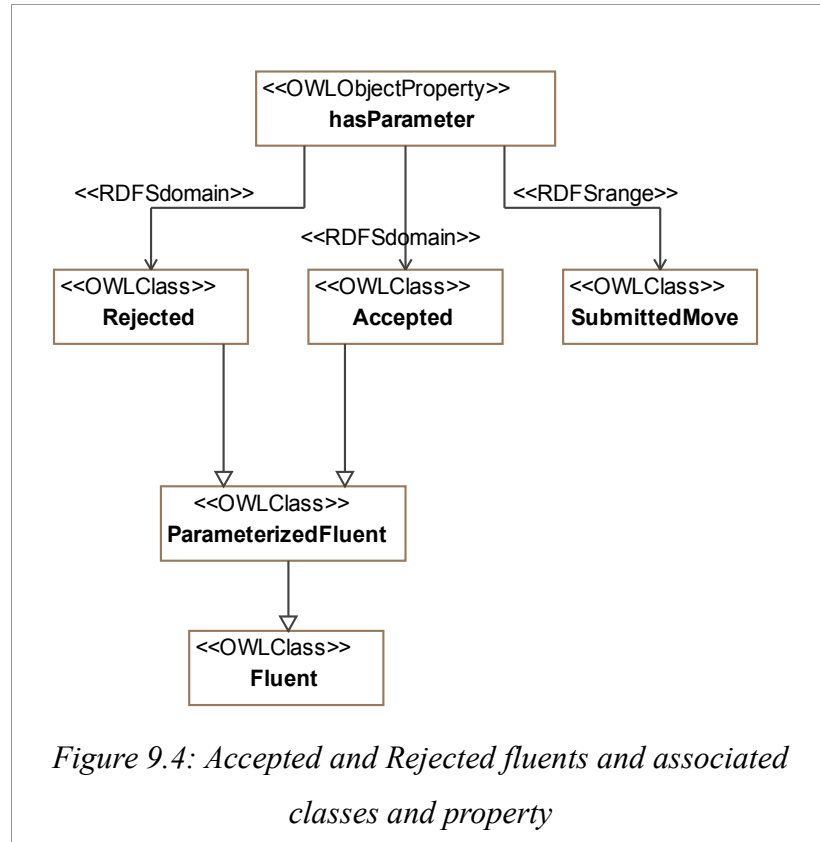 <<OWLObjectProperty>>
hasParameter
<<RDFSdomain>>
<<RDFSrange>>
<<RDFSdomain>>
<<OWLClass>>
Rejected
<<OWLClass>>
Accepted
<<OWLClass>>
SubmittedMove
<<OWLClass>>
ParameterizedFluent
<<OWLClass>>
Fluent
Figure 9.4: Accepted and Rejected fluents and associated
classes and property